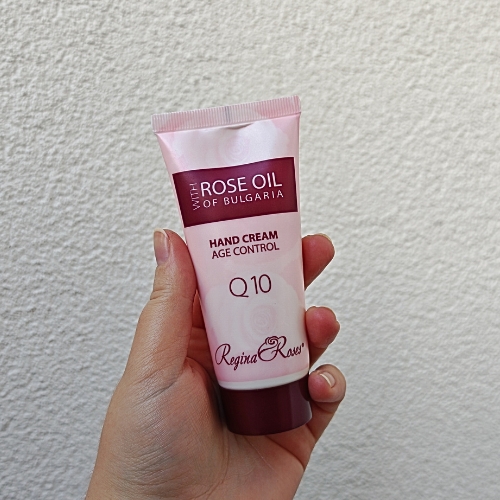 WITH ROSE OIL
OF BULGARIA
HAND CREAM
AGE CONTROL
Q10
Regina Roses®